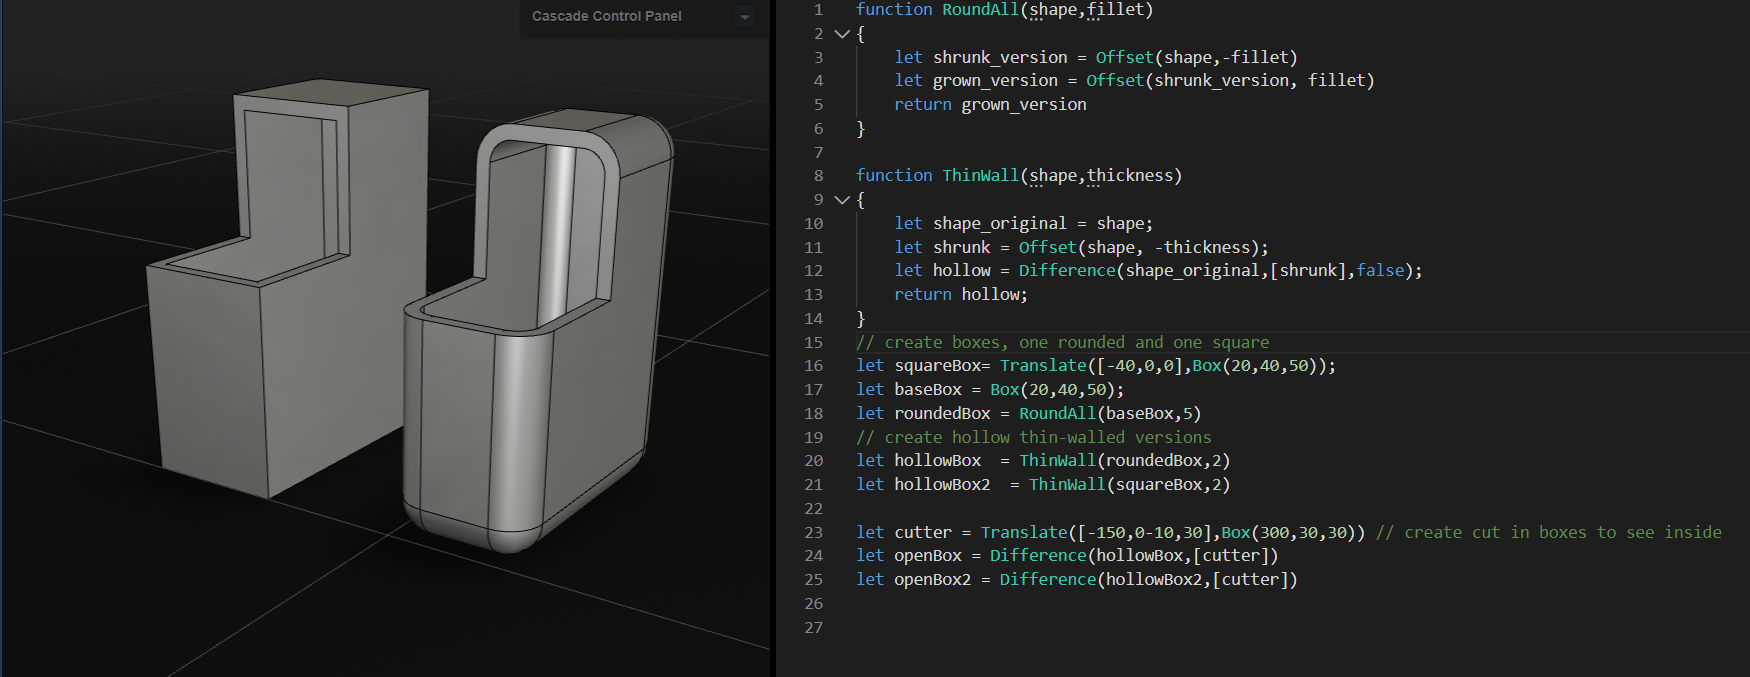 Cascade Control Panel
1 function RoundAll(shape,fillet)
2 {
3 let shrunk_version = Offset(shape,-fillet)
4 let grown_version = Offset(shrunk_version, fillet)
5 return grown_version
6 }
7
8 function ThinWall(shape,thickness)
9 {
10 let shape_original = shape;
11 let shrunk = Offset(shape, -thickness);
12 let hollow = Difference(shape_original,[shrunk],false);
13 return hollow;
14 }
15 // create boxes, one rounded and one square
16 let squareBox= Translate([-40,0,0],Box(20,40,50));
17 let baseBox = Box(20,40,50);
18 let roundedBox = RoundAll(baseBox,5)
19 // create hollow thin-walled versions
20 let hollowBox  = ThinWall(roundedBox,2)
21 let hollowBox2  = ThinWall(squareBox,2)
22
23 let cutter = Translate([-150,0-10,30],Box(300,30,30)) // create cut in boxes to see inside
24 let openBox = Difference(hollowBox,[cutter])
25 let openBox2 = Difference(hollowBox2,[cutter])
26
27